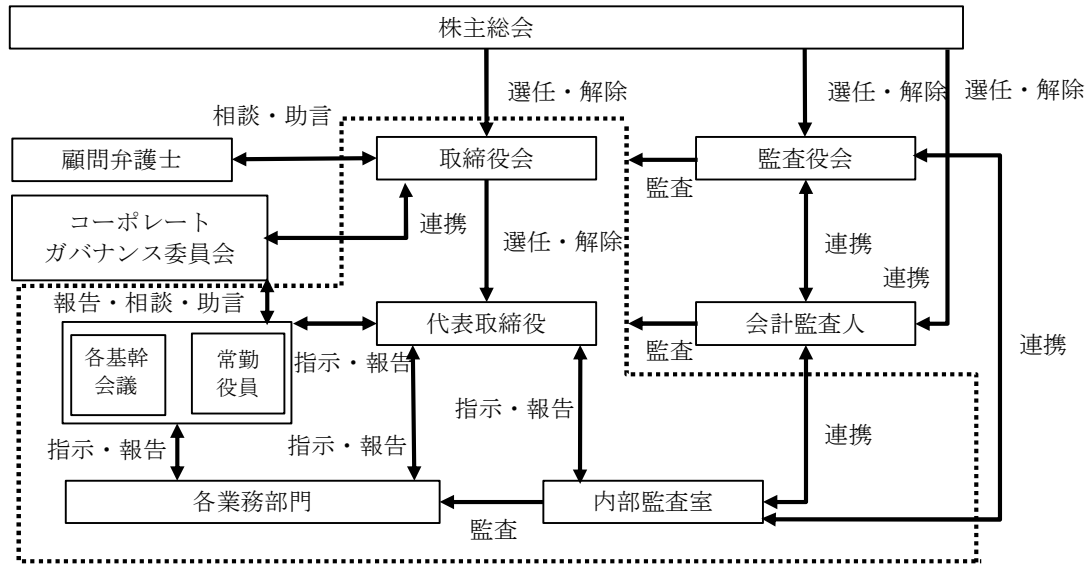 株主総会
選任・解除
選任・解除
選任・解除
相談・助言
顧問弁護士
取締役会
監査役会
監査
コーポレート
ガバナンス委員会
連携
選任・解除
連携
連携
報告・相談・助言
代表取締役
会計監査人
監査
連携
各基幹
会議
常勤
役員
指示・報告
指示・報告
連携
指示・報告
指示・報告
各業務部門
内部監査室
監査